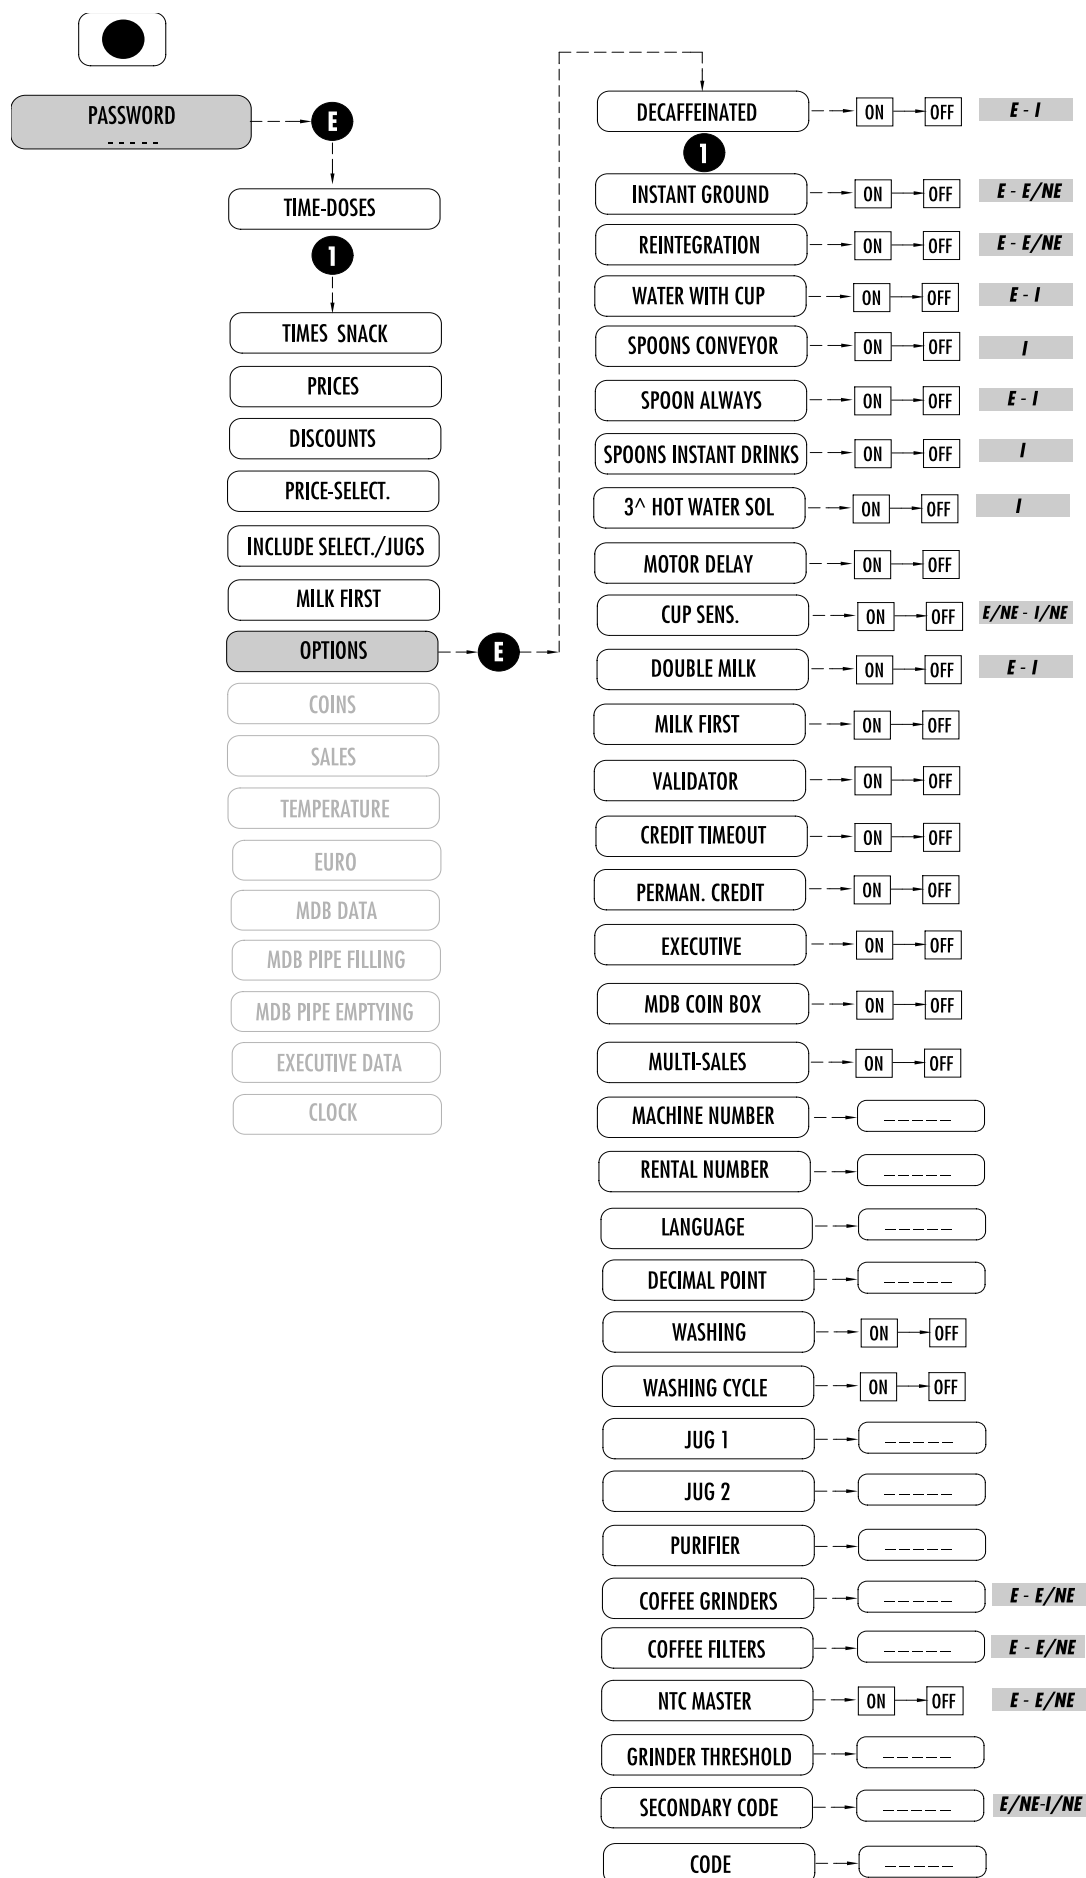 PASSWORD
- - - - -
E
TIME-DOSES
1
TIMES SNACK
PRICES
DISCOUNTS
PRICE-SELECT.
INCLUDE SELECT./JUGS
MILK FIRST
OPTIONS
E
COINS
SALES
TEMPERATURE
EURO
MDB DATA
MDB PIPE FILLING
MDB PIPE EMPTYING
EXECUTIVE DATA
CLOCK
DECAFFEINATED ON OFF E - I
1
INSTANT GROUND ON OFF E - E/NE
REINTEGRATION ON OFF E - E/NE
WATER WITH CUP ON OFF E - I
SPOONS CONVEYOR ON OFF I
SPOON ALWAYS ON OFF E - I
SPOONS INSTANT DRINKS ON OFF I
3^ HOT WATER SOL ON OFF I
MOTOR DELAY ON OFF
CUP SENS. ON OFF E/NE - I/NE
DOUBLE MILK ON OFF E - I
MILK FIRST ON OFF
VALIDATOR ON OFF
CREDIT TIMEOUT ON OFF
PERMAN. CREDIT ON OFF
EXECUTIVE ON OFF
MDB COIN BOX ON OFF
MULTI-SALES ON OFF
MACHINE NUMBER _ _ _ _ _
RENTAL NUMBER _ _ _ _ _
LANGUAGE _ _ _ _ _
DECIMAL POINT _ _ _ _ _
WASHING ON OFF
WASHING CYCLE ON OFF
JUG 1 _ _ _ _ _
JUG 2 _ _ _ _ _
PURIFIER _ _ _ _ _
COFFEE GRINDERS _ _ _ _ _ E - E/NE
COFFEE FILTERS _ _ _ _ _ E - E/NE
NTC MASTER ON OFF E - E/NE
GRINDER THRESHOLD _ _ _ _ _
SECONDARY CODE _ _ _ _ _ E/NE-I/NE
CODE _ _ _ _ _